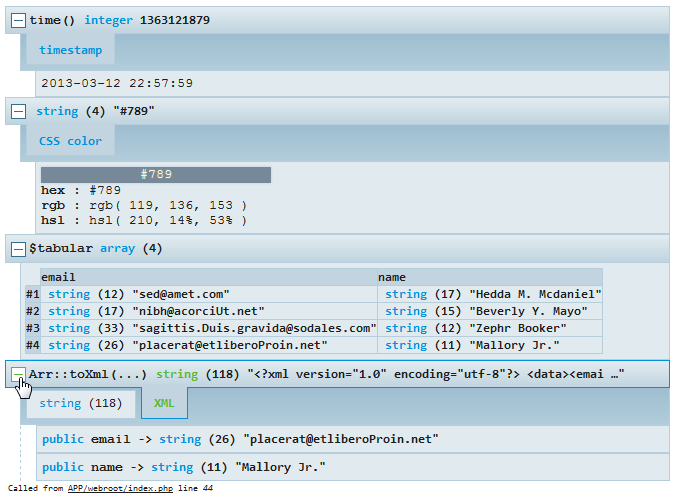 time() integer 1363121879
timestamp
2013-03-12 22:57:59
string (4) "#789"
CSS color
#789
hex : #789
rgb : rgb( 119, 136, 153 )
hsl : hsl( 210, 14%, 53% )
$tabular array (4)
email name
#1 string (12) "sed@amet.com" string (17) "Hedda M. Mcdaniel"
#2 string (17) "nibh@acorciUt.net" string (15) "Beverly Y. Mayo"
#3 string (33) "sagittis.Duis.gravida@sodales.com" string (12) "Zephr Booker"
#4 string (26) "placerat@etliberoProin.net" string (11) "Mallory Jr."
Arr::toXml(...) string (118) "<?xml version="1.0" encoding="utf-8"?> <data><emai …"
string (118) XML
public email -> string (26) "placerat@etliberoProin.net"
public name -> string (11) "Mallory Jr."
Called from APP/webroot/index.php line 44